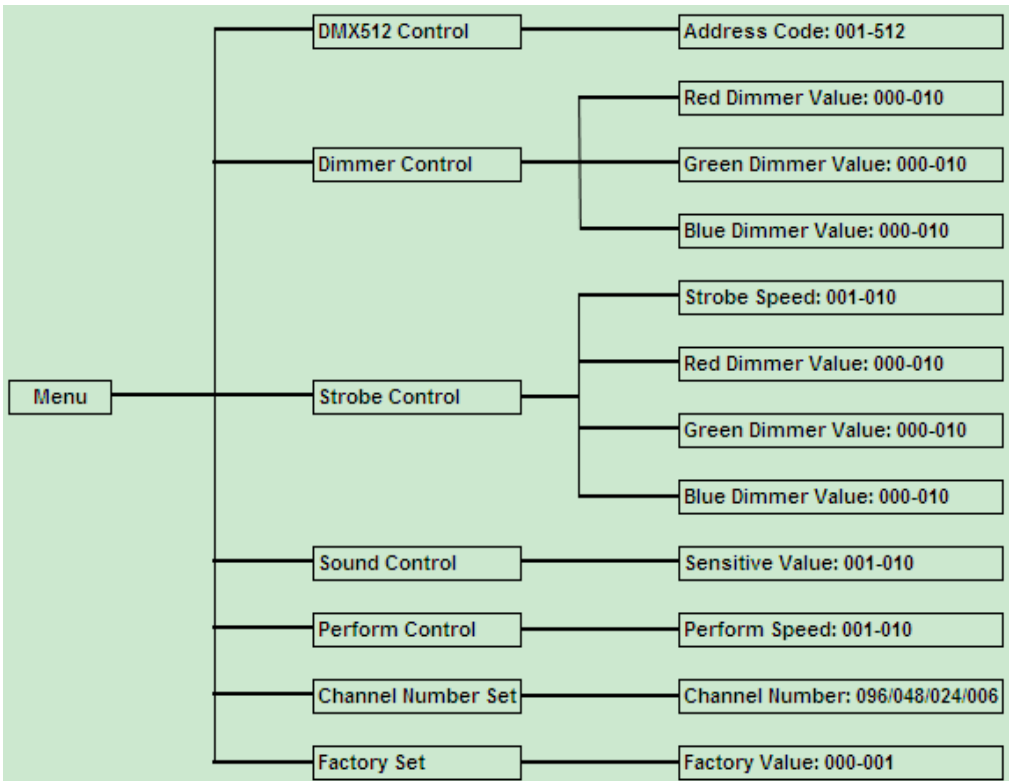 DMX512 Control
Address Code: 001-512
Red Dimmer Value: 000-010
Dimmer Control
Green Dimmer Value: 000-010
Blue Dimmer Value: 000-010
Strobe Speed: 001-010
Red Dimmer Value: 000-010
Menu
Strobe Control
Green Dimmer Value: 000-010
Blue Dimmer Value: 000-010
Sound Control
Sensitive Value: 001-010
Perform Control
Perform Speed: 001-010
Channel Number Set
Channel Number: 096/048/024/006
Factory Set
Factory Value: 000-001